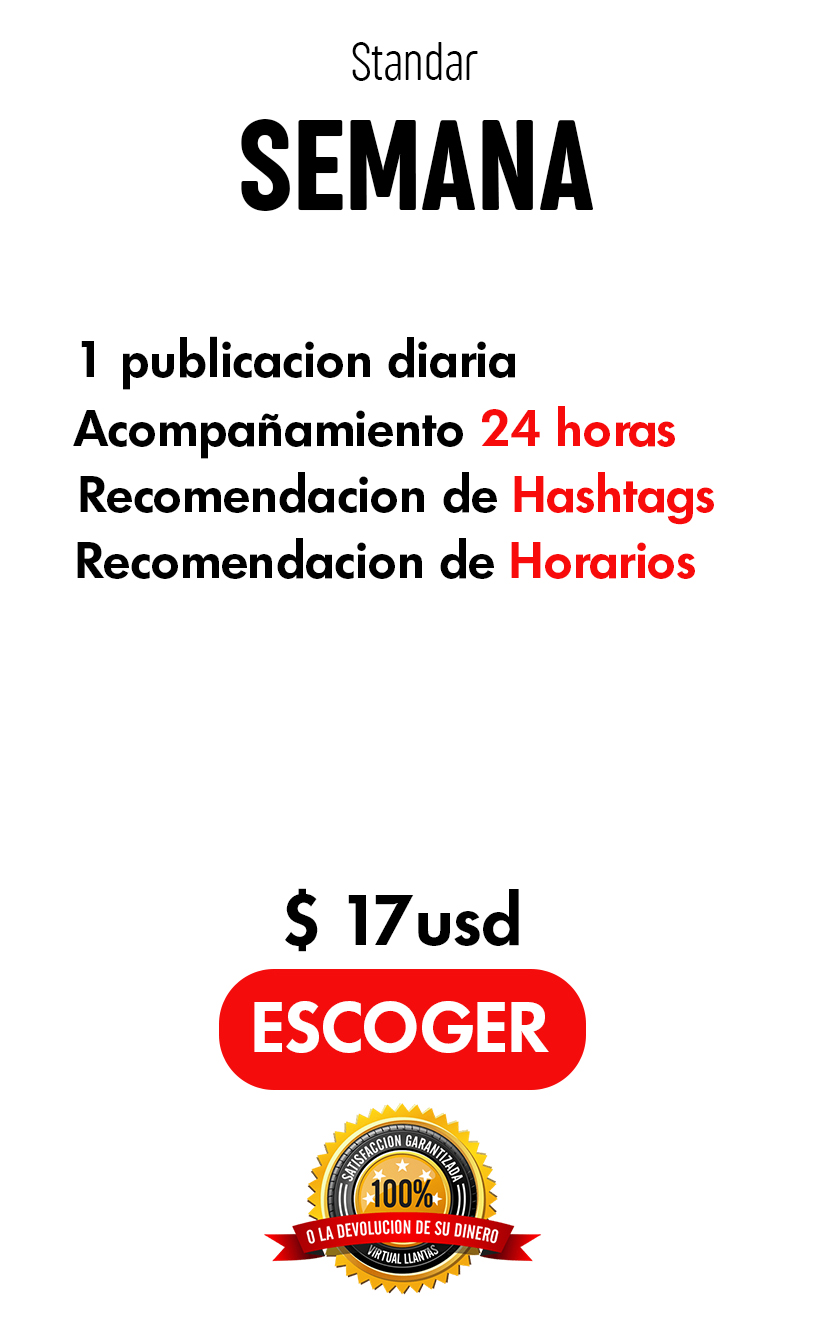 Standar
SEMANA
1 publicacion diaria
Acompañamiento 24 horas
Recomendacion de Hashtags
Recomendacion de Horarios
$ 17usd
ESCOGER
SATISFACCION GARANTIZADA
100%
O LA DEVOLUCION DE SU DINERO
VIRTUAL LLANTAS